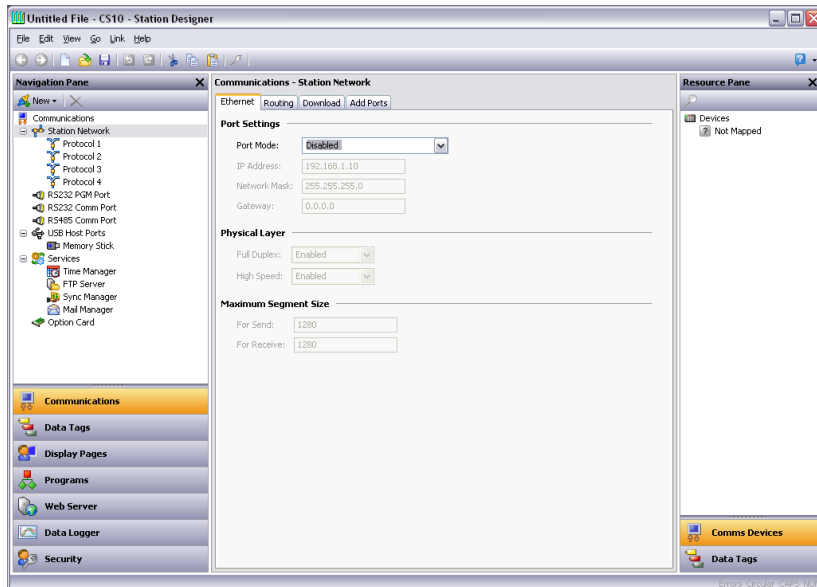 Untitled File - CS10 - Station Designer
File Edit View Go Link Help
Navigation Pane
New
Communications
Station Network
Protocol 1
Protocol 2
Protocol 3
Protocol 4
RS232 PGM Port
RS232 Comm Port
RS485 Comm Port
USB Host Ports
Memory Stick
Services
Time Manager
FTP Server
Sync Manager
Mail Manager
Option Card
Communications
Data Tags
Display Pages
Programs
Web Server
Data Logger
Security
Communications - Station Network
Ethernet Routing Download Add Ports
Port Settings
Port Mode: Disabled
IP Address: 192.168.1.10
Network Mask: 255.255.255.0
Gateway: 0.0.0.0
Physical Layer
Full Duplex: Enabled
High Speed: Enabled
Maximum Segment Size
For Send: 1280
For Receive: 1280
Resource Pane
Devices
Not Mapped
Comms Devices
Data Tags
Errors Circular CAPS NUM